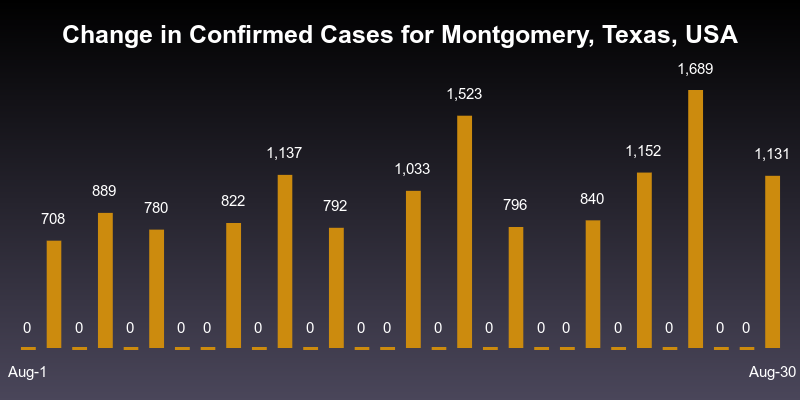 Change in Confirmed Cases for Montgomery, Texas, USA
0 708 0 889 0 780 0 0 822 0 1,137 0 792 0 0 1,033 0 1,523 0 796 0 0 840 0 1,152 0 1,689 0 0 1,131
Aug-1 Aug-30